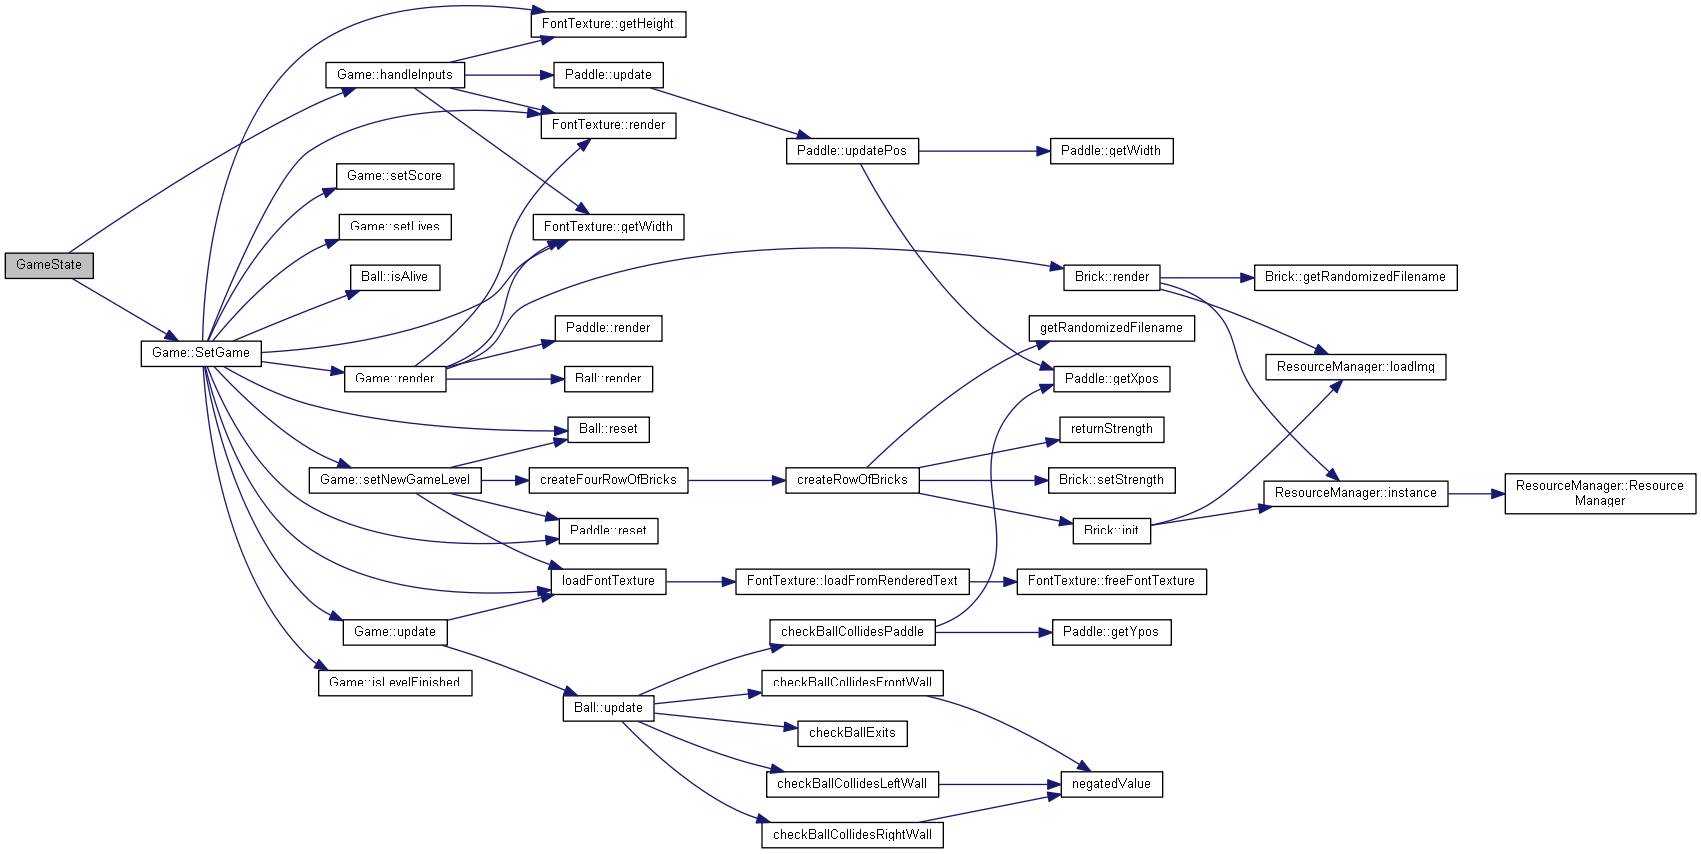 FontTexture::getHeight
Game::handleInputs
Paddle::update
FontTexture::render
Paddle::updatePos
Paddle::getWidth
Game::setScore
Game::setLives
FontTexture::getWidth
GameState
Ball::isAlive
Brick::render
Brick::getRandomizedFilename
Paddle::render
getRandomizedFilename
Game::SetGame
ResourceManager::loadImg
Game::render
Ball::render
Paddle::getXpos
Ball::reset
returnStrength
Game::setNewGameLevel
createFourRowOfBricks
createRowOfBricks
Brick::setStrength
ResourceManager::instance
ResourceManager::Resource
Manager
Paddle::reset
Brick::init
loadFontTexture
FontTexture::loadFromRenderedText
FontTexture::freeFontTexture
Game::update
checkBallCollidesPaddle
Paddle::getYpos
Game::isLevelFinished
checkBallCollidesFrontWall
Ball::update
checkBallExits
checkBallCollidesLeftWall
negatedValue
checkBallCollidesRightWall